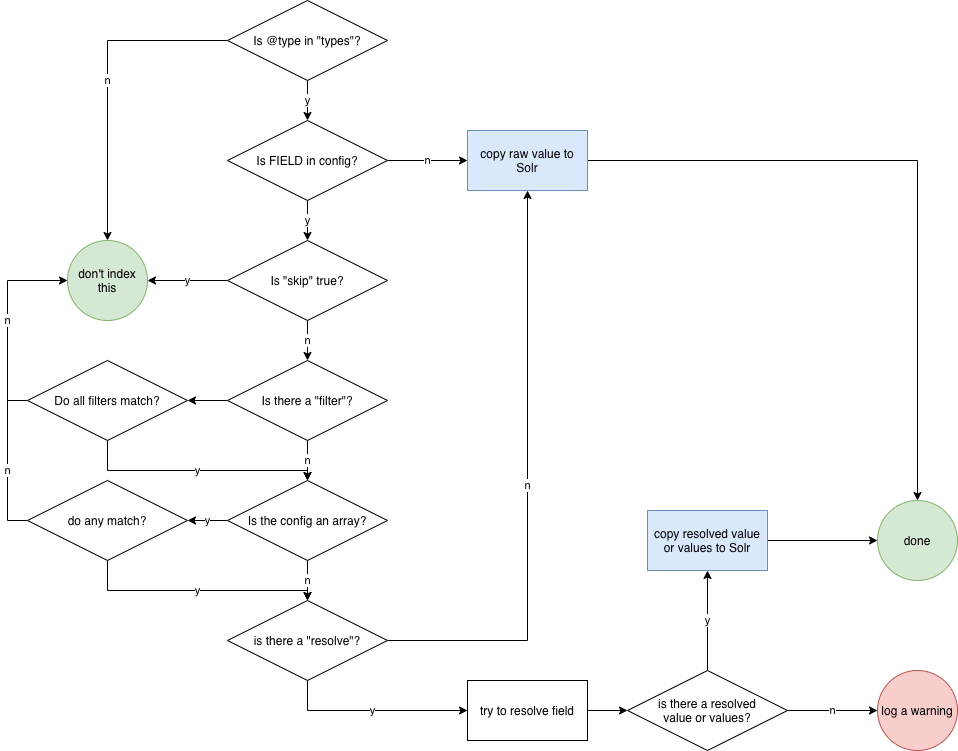 Is @type in "types"?
n
y
Is FIELD in config?
n
copy raw value to
Solr
y
don't index
this
y
Is "skip" true?
n
n
Do all filters match?
Is there a "filter"?
n
y
n
n
do any match?
y
Is the config an array?
copy resolved value
or values to Solr
done
n
y
is there a "resolve"?
y
y
try to resolve field
is there a resolved
value or values?
n
log a warning